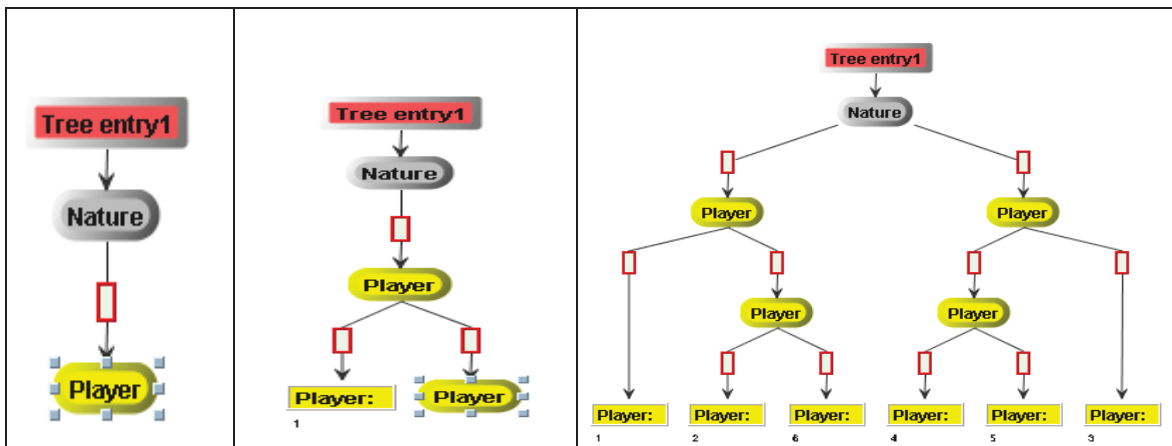 Tree entry1
Nature
Player
Tree entry1
Nature
Player
Player: Player
1
Tree entry1
Nature
Player Player
Player Player
Player: Player: Player: Player: Player: Player:
1 2 6 4 5 3